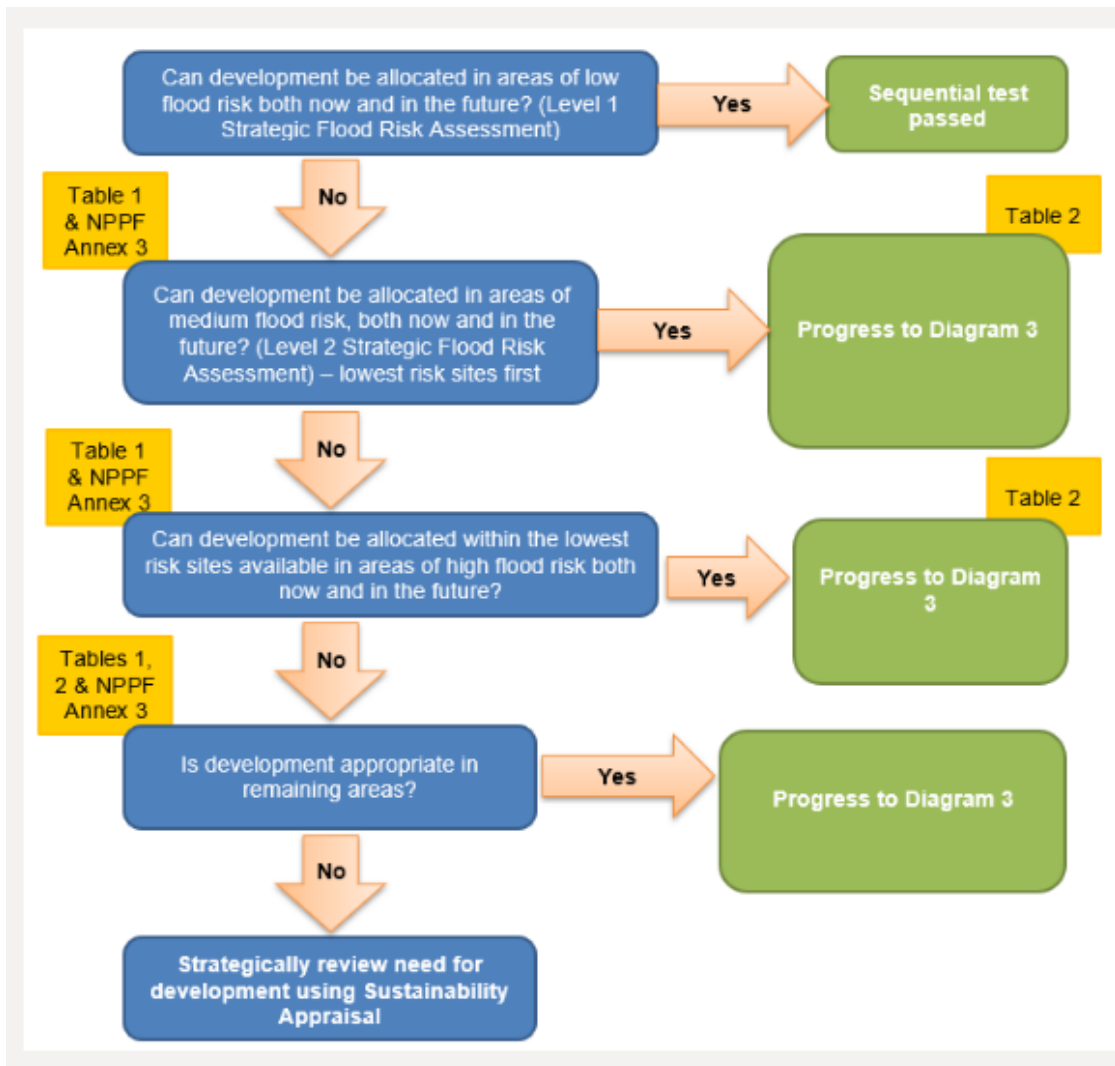 Can development be allocated in areas of low
flood risk both now and in the future? (Level 1
Strategic Flood Risk Assessment)
Yes
Sequential test
passed
No
Table 1
& NPPF
Annex 3
Table 2
Can development be allocated in areas of
medium flood risk, both now and in the
future? (Level 2 Strategic Flood Risk
Assessment) – lowest risk sites first
Yes
Progress to Diagram 3
No
Table 1
& NPPF
Annex 3
Table 2
Can development be allocated within the lowest
risk sites available in areas of high flood risk both
now and in the future?
Yes
Progress to Diagram
3
No
Tables 1,
2 & NPPF
Annex 3
Is development appropriate in
remaining areas?
Yes
Progress to Diagram 3
No
Strategically review need for
development using Sustainability
Appraisal